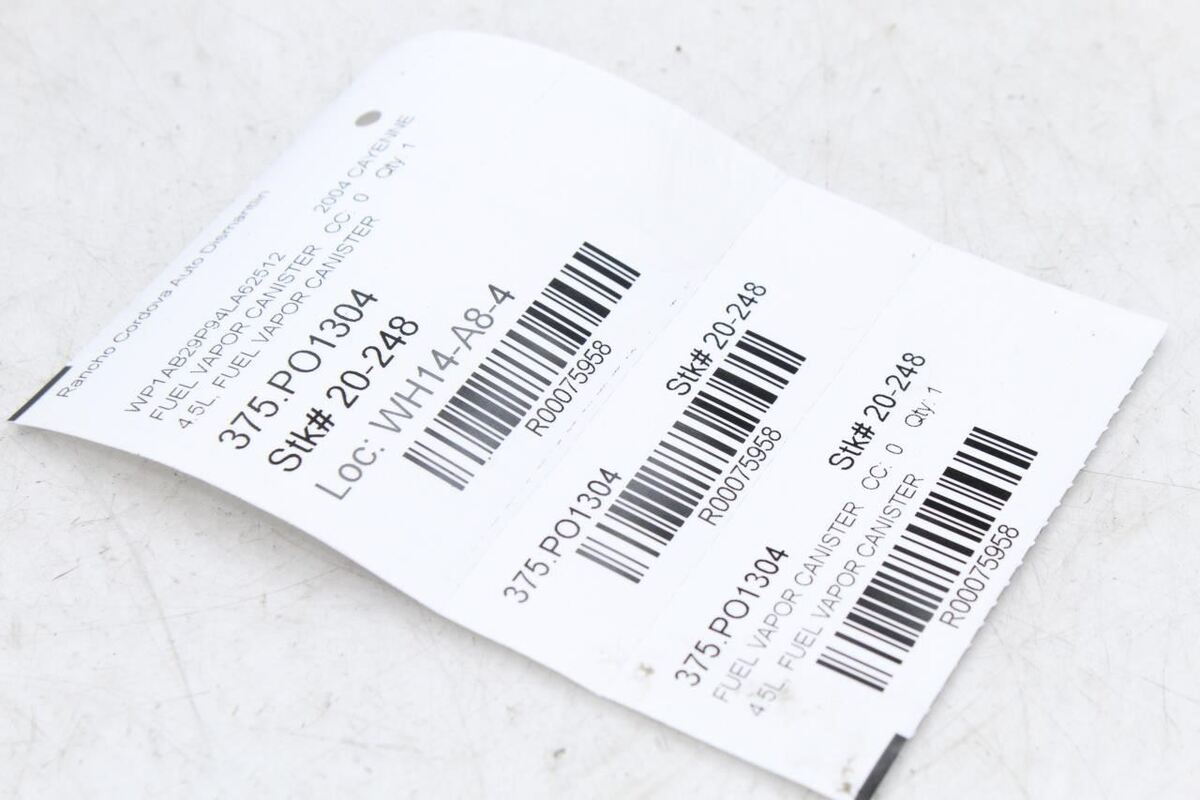 Rancho Cordova Auto Dismantlin
WP1AB29P94LA62512 2004 CAYENNE
FUEL VAPOR CANISTER CC: 0 Qty 1
4.5L, FUEL VAPOR CANISTER
375.PO1304
Stk# 20-248
Loc: WH14-A8-4
R00075958
375.PO1304 Stk# 20-248
R00075958
375.PO1304 Stk# 20-248
FUEL VAPOR CANISTER CC: 0 Qty: 1
4.5L, FUEL VAPOR CANISTER
R00075958